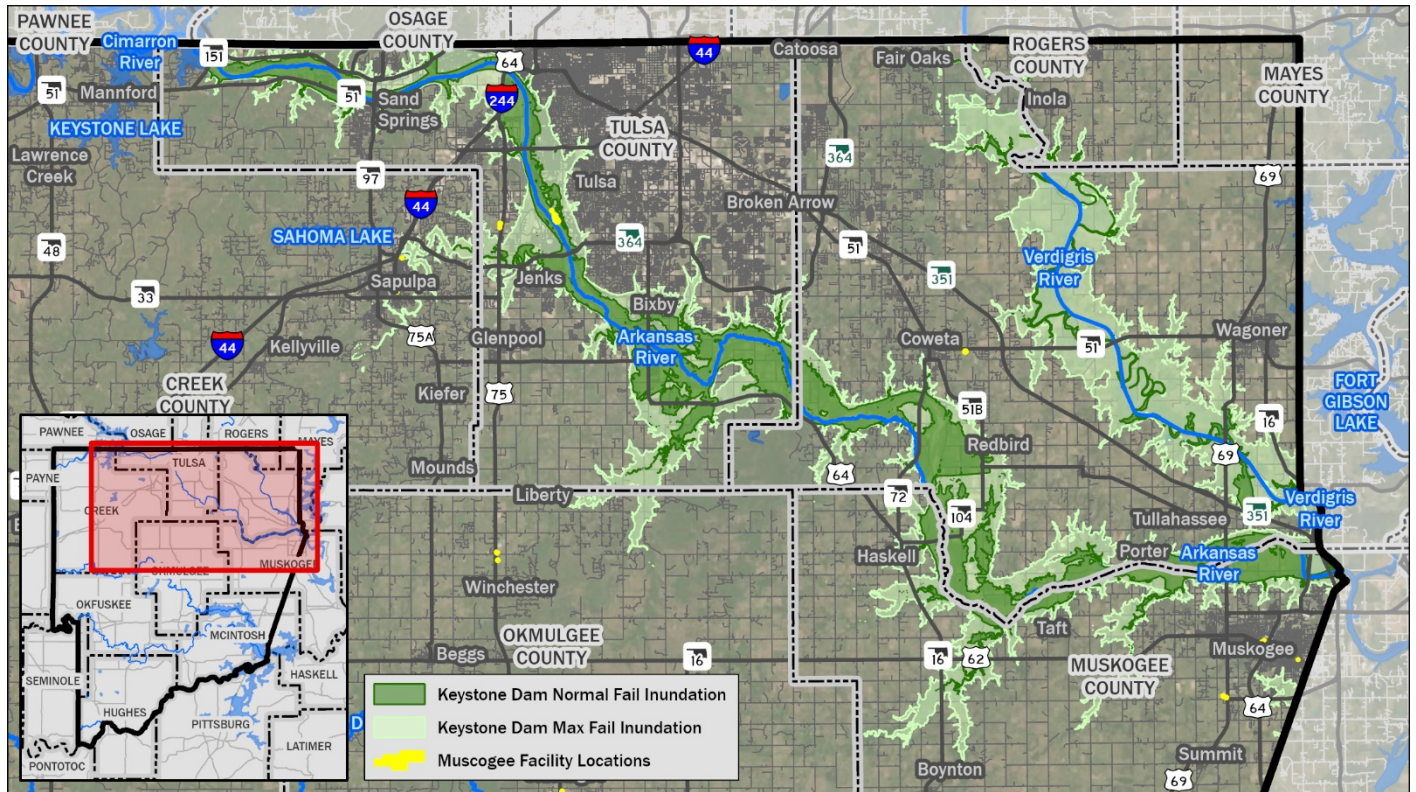 PAWNEE
COUNTY
Cimarron
River
OSAGE
COUNTY
151
64
44
Catoosa
Fair Oaks
ROGERS
COUNTY
MAYES
COUNTY
51
Mannford
51
Sand
Springs
244
Inola
KEYSTONE LAKE
TULSA
COUNTY
364
Lawrence
Creek
97
Tulsa
69
44
Broken Arrow
48
SAHOMA LAKE
364
51
Verdigris
River
33
Sapulpa
Jenks
351
Bixby
44
Kellyville
75A
Glenpool
Arkansas
River
Coweta
51
Wagoner
CREEK
COUNTY
Kiefer
75
FORT
GIBSON
LAKE
51B
16
Redbird
Mounds
64
69
Liberty
72
104
Verdigris
River
351
Tullahassee
Haskell
Porter
Arkansas
River
Winchester
Taft
Beggs
OKMULGEE
COUNTY
16
16
62
MUSKOGEE
COUNTY
Muskogee
64
Summit
Boynton
69
PAWNEE
OSAGE
ROGERS
MAYES
PAYNE
TULSA
CREEK
MUSKOGEE
OKMULGEE
OKFUSKEE
MCINTOSH
SEMINOLE
HASKELL
HUGHES
PITTSBURG
LATIMER
PONTOTOC
Keystone Dam Normal Fail Inundation
Keystone Dam Max Fail Inundation
Muscogee Facility Locations